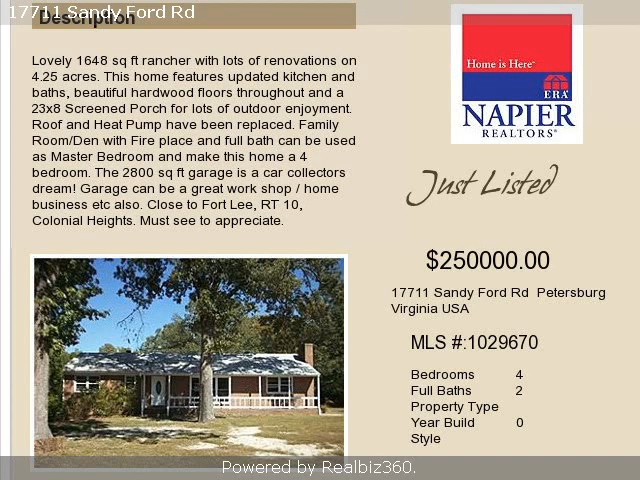 17711 Sandy Ford Rd
Description
Lovely 1648 sq ft rancher with lots of renovations on
4.25 acres. This home features updated kitchen and
baths, beautiful hardwood floors throughout and a
23x8 Screened Porch for lots of outdoor enjoyment.
Roof and Heat Pump have been replaced. Family
Room/Den with Fire place and full bath can be used
as Master Bedroom and make this home a 4
bedroom. The 2800 sq ft garage is a car collectors
dream! Garage can be a great work shop / home
business etc also. Close to Fort Lee, RT 10,
Colonial Heights. Must see to appreciate.
Home is Here
ERA
NAPIER
REALTORS®
Just Listed
$250000.00
17711 Sandy Ford Rd Petersburg
Virginia USA
MLS #:1029670
Bedrooms 4
Full Baths 2
Property Type
Year Build 0
Style
Powered by Realbiz360.